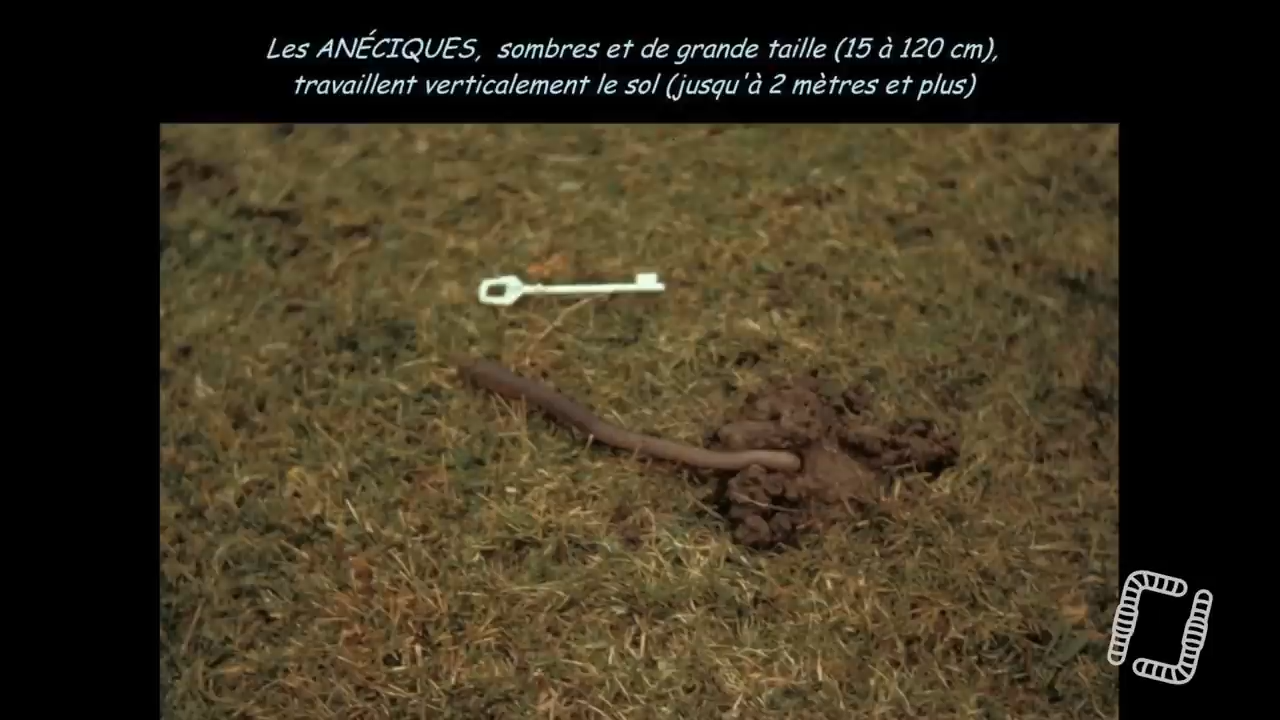 Les ANÉCIQUES, sombres et de grande taille (15 à 120 cm),
travaillent verticalement le sol (jusqu'à 2 mètres et plus)